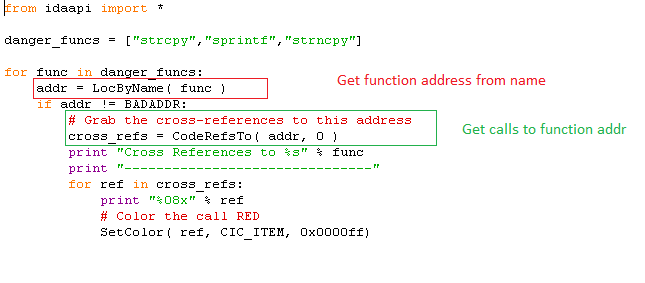 from idaapi import *
danger_funcs = ["strcpy","sprintf","strncpy"]
for func in danger_funcs:
addr = LocByName( func )
Get function address from name
if addr != BADADDR:
# Grab the cross-references to this address
cross_refs = CodeRefsTo( addr, 0 )
Get calls to function addr
print "Cross References to %s" % func
print "-------------------------------"
for ref in cross_refs:
print "%08x" % ref
# Color the call RED
SetColor( ref, CIC_ITEM, 0x0000ff)